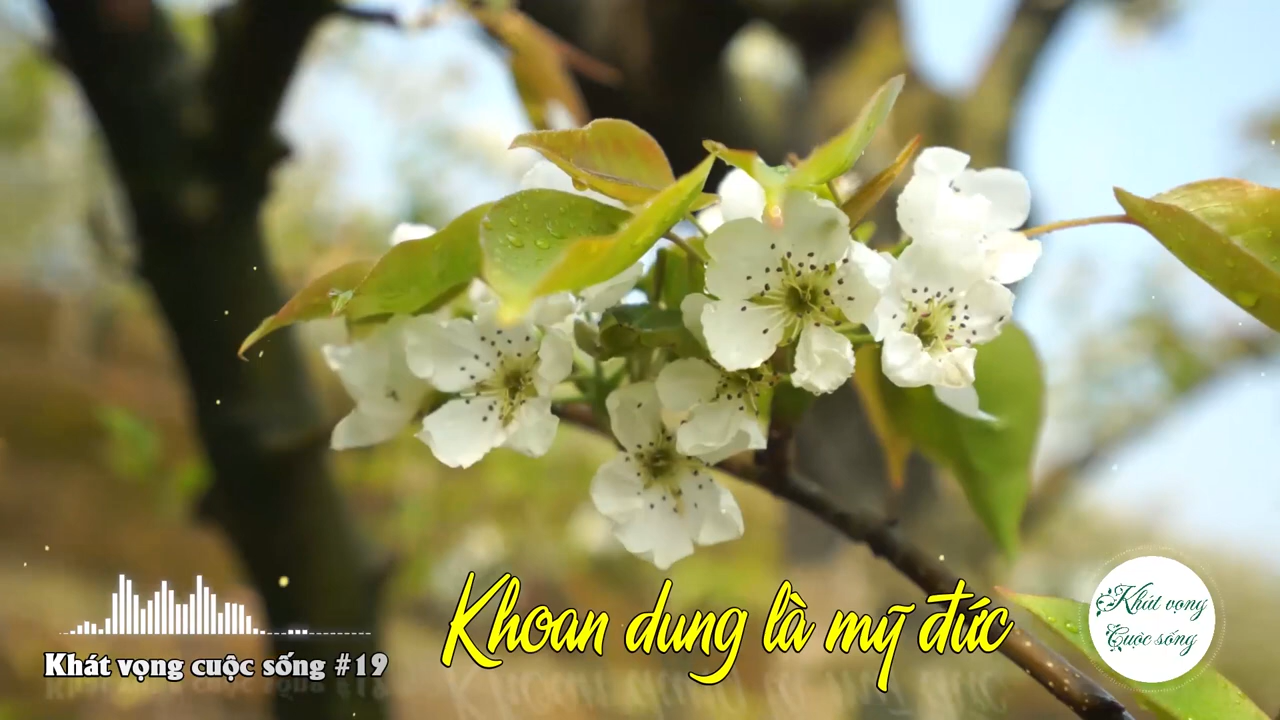 Khoan dung là mỹ đức
Khát vọng cuộc sống #19
Khát vọng
Cuộc sống